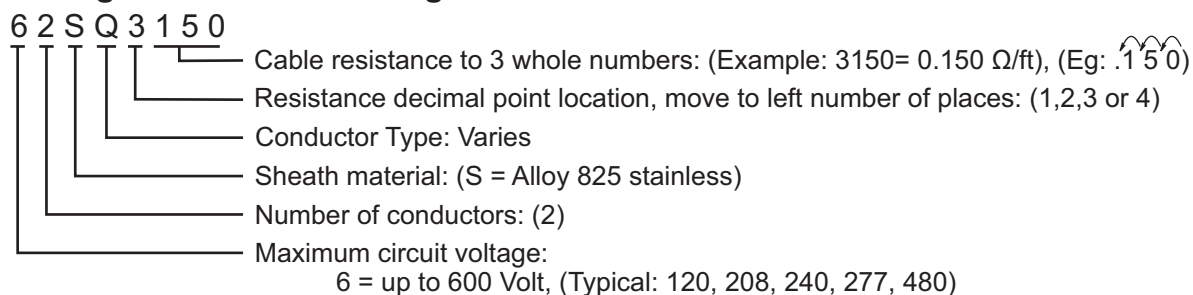 6 2 S Q 3 1 5 0
Cable resistance to 3 whole numbers: (Example: 3150= 0.150 Ω/ft), (Eg: .1 5 0)
Resistance decimal point location, move to left number of places: (1,2,3 or 4)
Conductor Type: Varies
Sheath material: (S = Alloy 825 stainless)
Number of conductors: (2)
Maximum circuit voltage:
6 = up to 600 Volt, (Typical: 120, 208, 240, 277, 480)